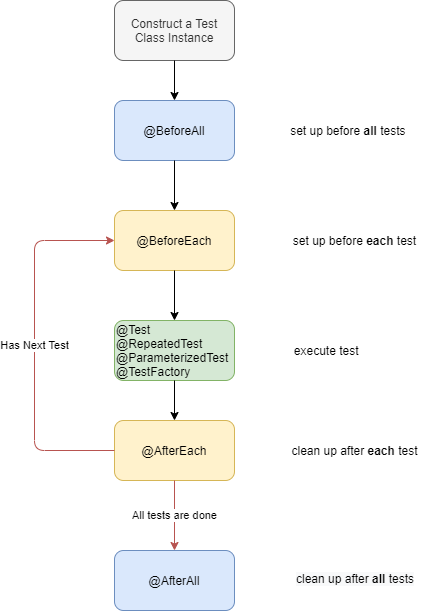 Construct a Test
Class Instance
@BeforeAll
set up before all tests
@BeforeEach
set up before each test
Has Next Test
@Test
@RepeatedTest
@ParameterizedTest
@TestFactory
execute test
@AfterEach
clean up after each test
All tests are done
@AfterAll
clean up after all tests